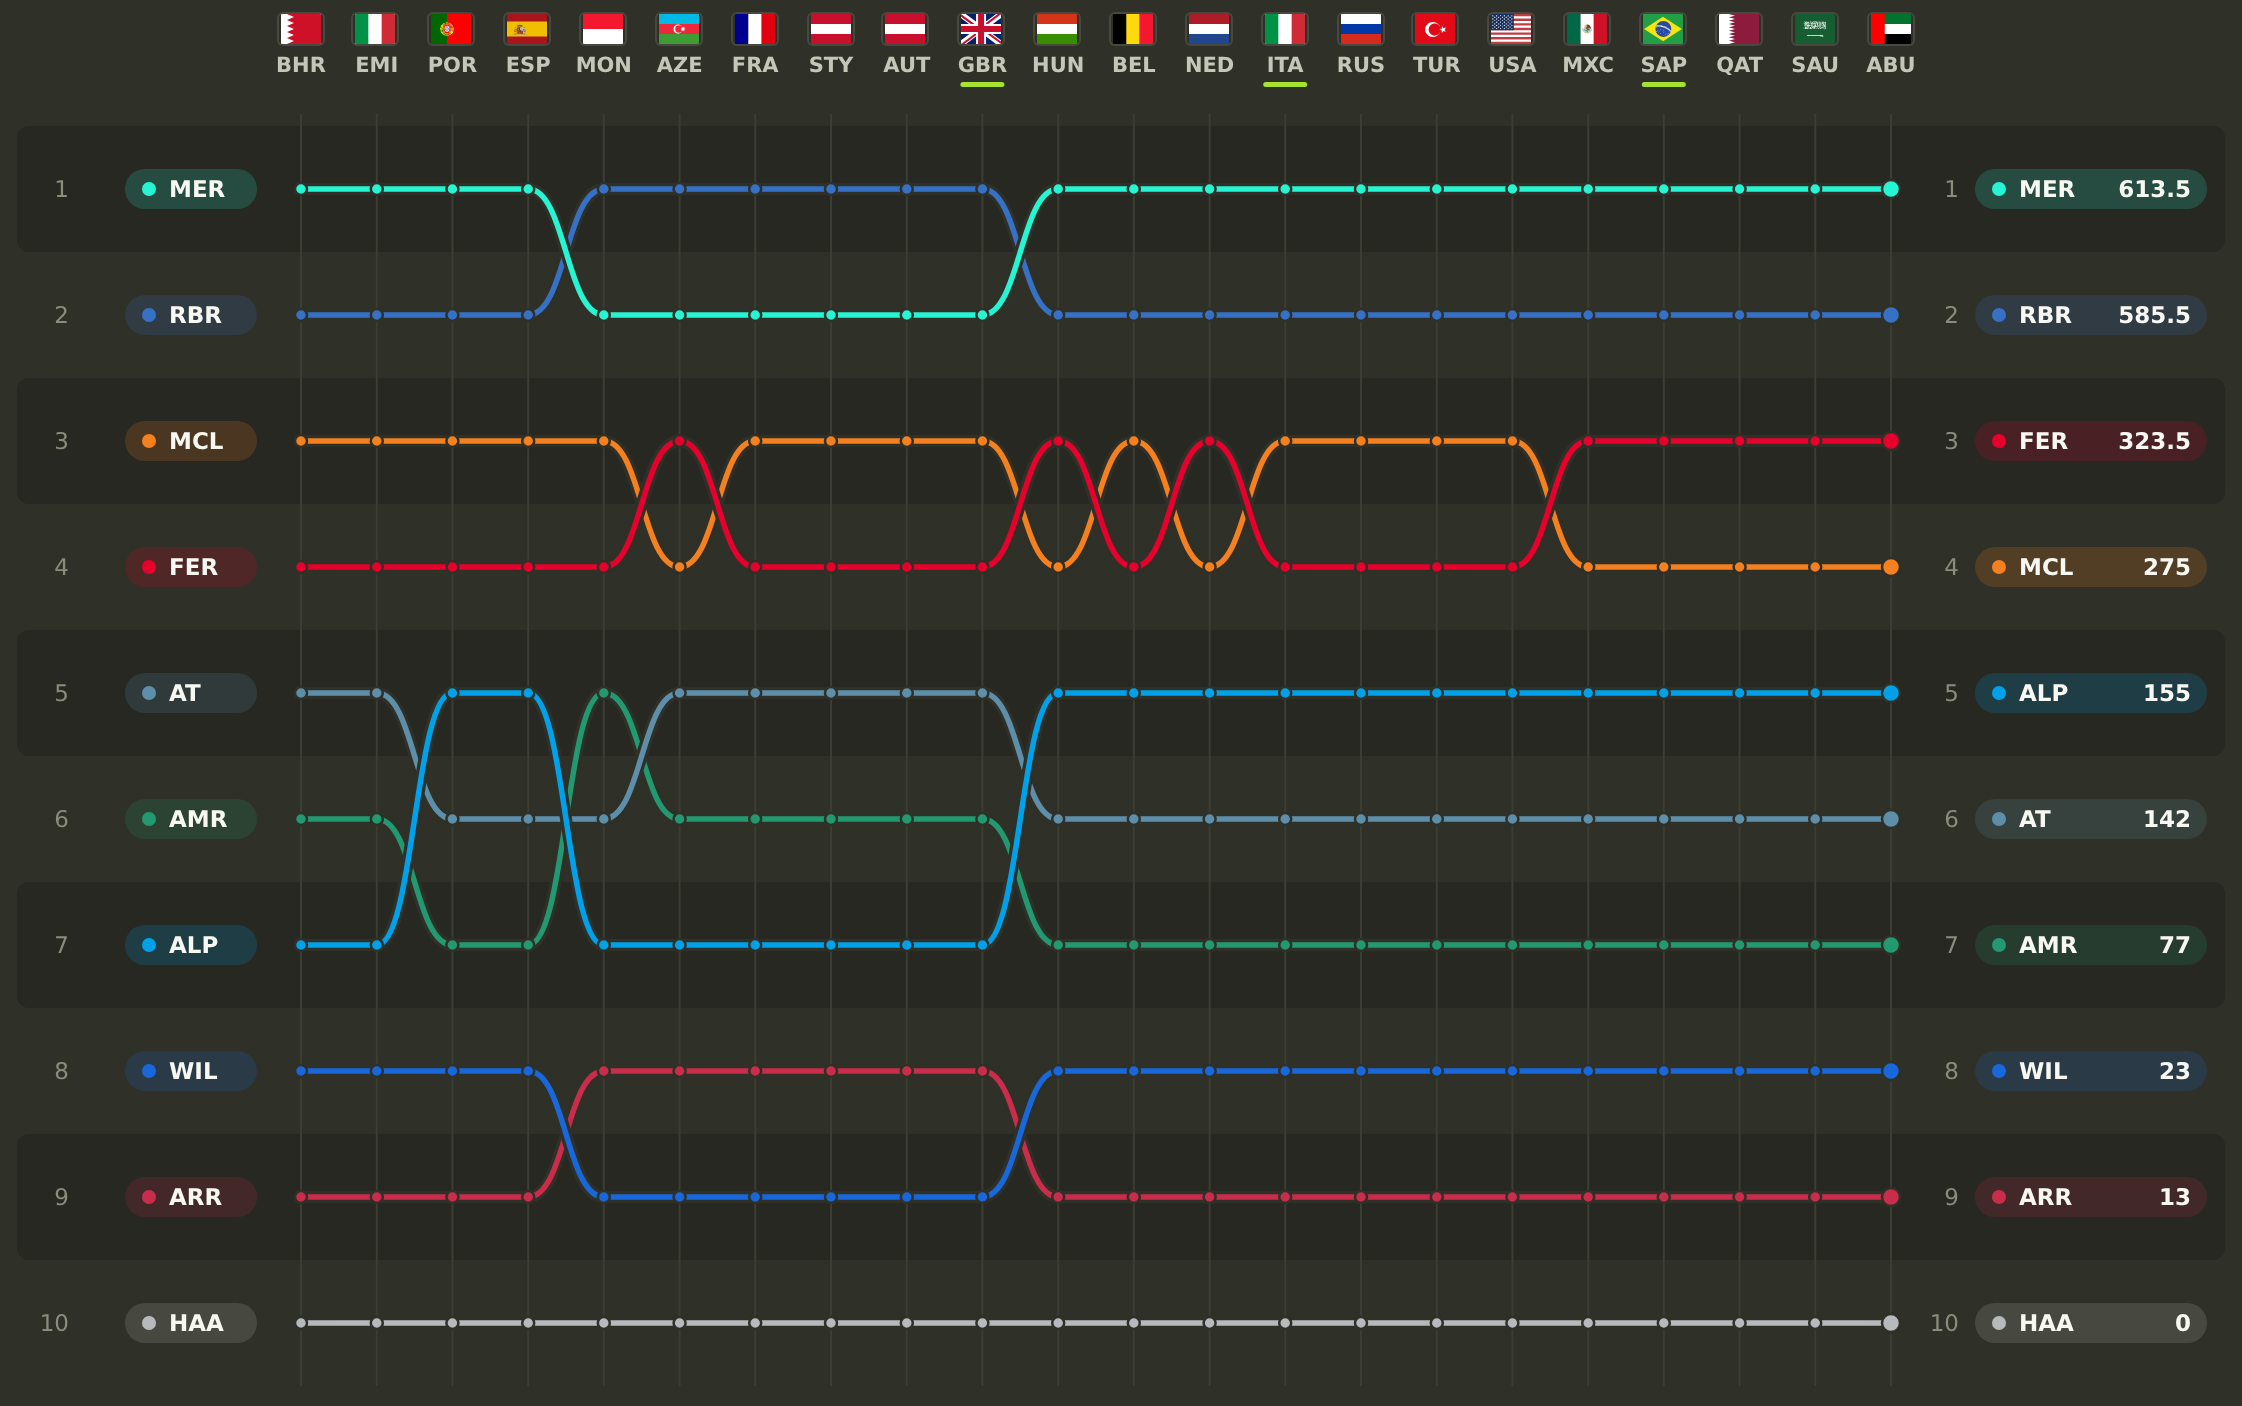 BHR EMI POR ESP MON AZE FRA STY AUT GBR HUN BEL NED ITA RUS TUR USA MXC SAP QAT SAU ABU
1 MER 1 MER 613.5
2 RBR 2 RBR 585.5
3 MCL 3 FER 323.5
4 FER 4 MCL 275
5 AT 5 ALP 155
6 AMR 6 AT 142
7 ALP 7 AMR 77
8 WIL 8 WIL 23
9 ARR 9 ARR 13
10 HAA 10 HAA 0